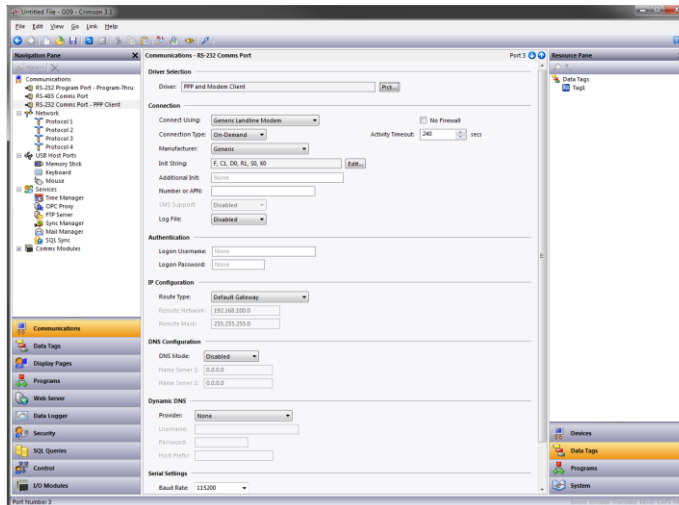 Untitled File - G09 - Crimson 3.1
File Edit View Go Link Help
Navigation Pane
Communications
RS-232 Program Port - Program-Thru
RS-485 Comms Port
RS-232 Comms Port - PPP Client
Network
Protocol 1
Protocol 2
Protocol 3
Protocol 4
USB Host Ports
Memory Stick
Keyboard
Mouse
Services
Time Manager
OPC Proxy
FTP Server
Sync Manager
Mail Manager
SQL Sync
Comms Modules
Communications
Data Tags
Display Pages
Programs
Web Server
Data Logger
Security
SQL Queries
Control
I/O Modules
Port Number 3
Communications - RS-232 Comms Port
Port 3
Driver Selection
Driver: PPP and Modem Client Pick...
Connection
Connect Using: Generic Landline Modem No Firewall
Connection Type: On-Demand Activity Timeout: 240 secs
Manufacturer: Generic
Init String: F, C1, D0, R1, S0, X0 Edit...
Additional Init: None
Number or APN:
SMS Support: Disabled
Log File: Disabled
Authentication
Logon Username: None
Logon Password: None
IP Configuration
Route Type: Default Gateway
Remote Network: 192.168.100.0
Remote Mask: 255.255.255.0
DNS Configuration
DNS Mode: Disabled
Name Server 1: 0.0.0.0
Name Server 2: 0.0.0.0
Dynamic DNS
Provider: None
Username:
Password:
Host Prefix:
Serial Settings
Baud Rate: 115200
Resource Pane
Data Tags
Tag1
Devices
Data Tags
Programs
System